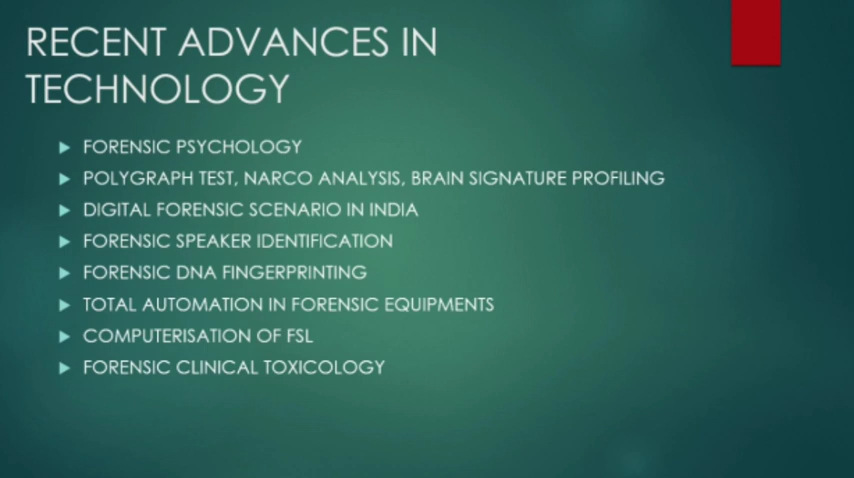 RECENT ADVANCES IN
TECHNOLOGY
FORENSIC PSYCHOLOGY
POLYGRAPH TEST, NARCO ANALYSIS, BRAIN SIGNATURE PROFILING
DIGITAL FORENSIC SCENARIO IN INDIA
FORENSIC SPEAKER IDENTIFICATION
FORENSIC DNA FINGERPRINTING
TOTAL AUTOMATION IN FORENSIC EQUIPMENTS
COMPUTERISATION OF FSL
FORENSIC CLINICAL TOXICOLOGY